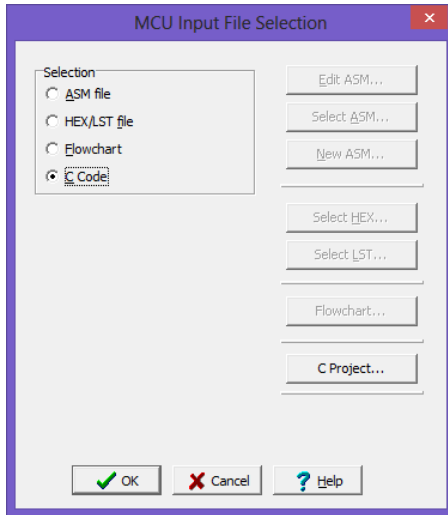 MCU Input File Selection
x
Selection
ASM file
HEX/LST file
Flowchart
C Code
Edit ASM...
Select ASM...
New ASM...
Select HEX...
Select LST...
Flowchart...
C Project...
OK
Cancel
? Help